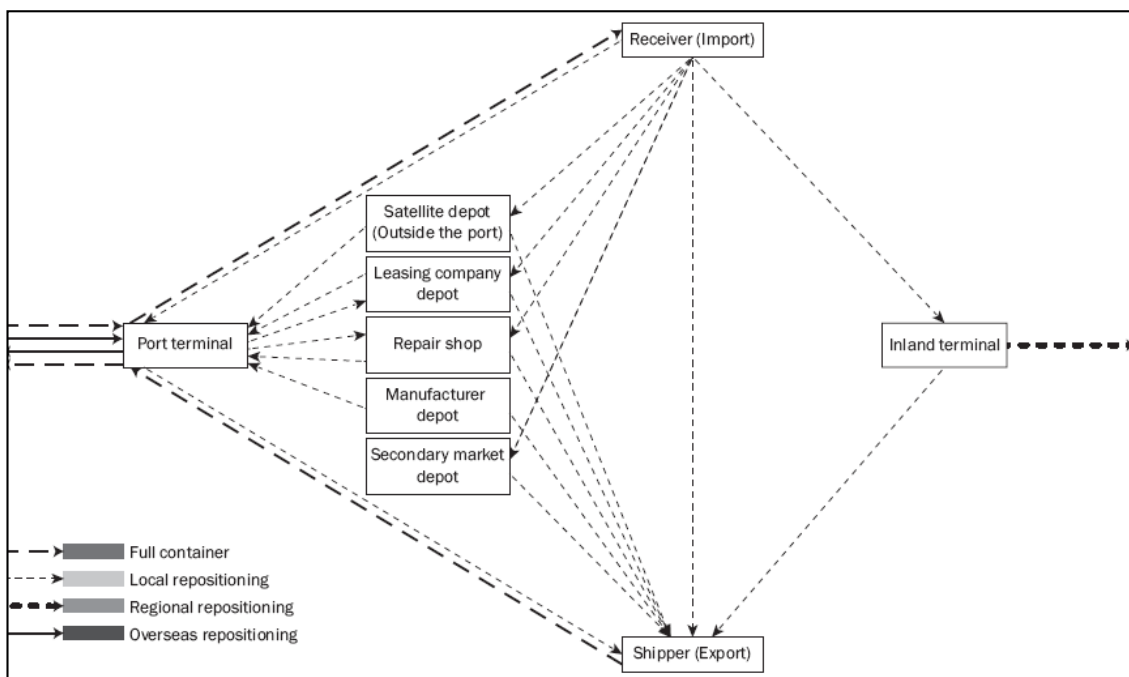 Receiver (Import)
Satellite depot
(Outside the port)
Leasing company
depot
Port terminal
Repair shop
Inland terminal
Manufacturer
depot
Secondary market
depot
Full container
Local repositioning
Regional repositioning
Overseas repositioning
Shipper (Export)